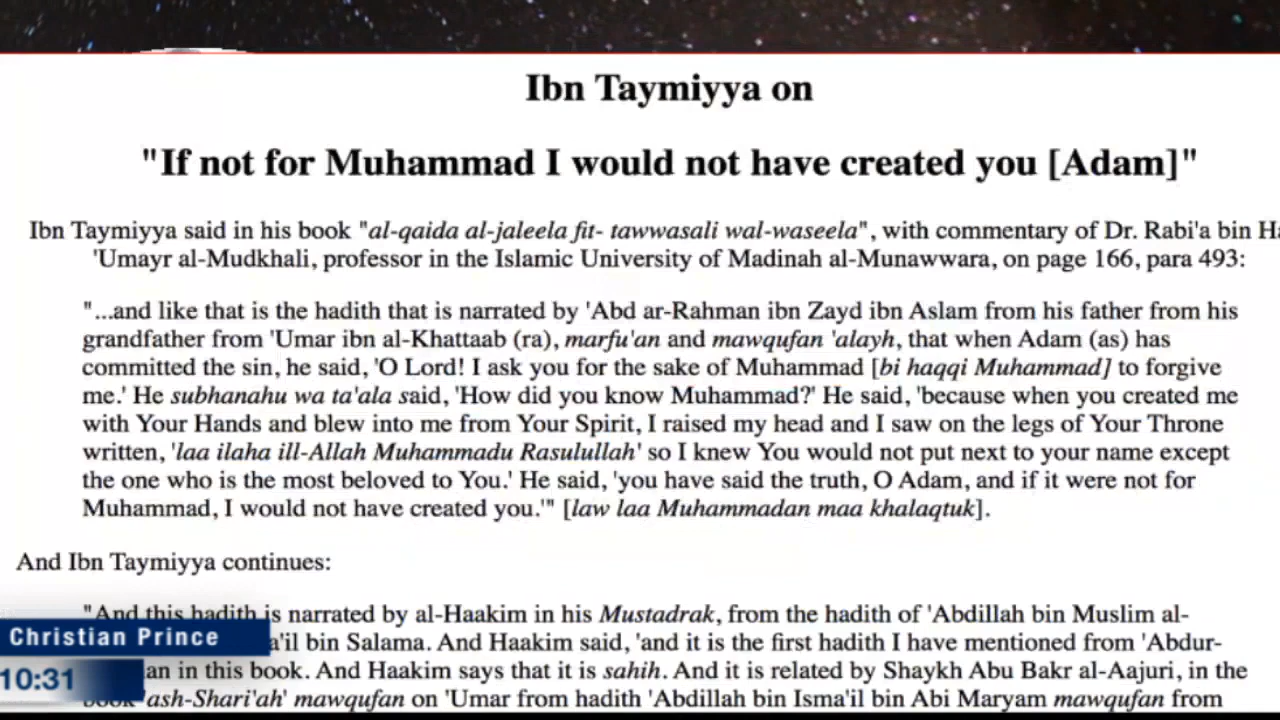 Ibn Taymiyya on
"If not for Muhammad I would not have created you [Adam]"
Ibn Taymiyya said in his book "al-qaida al-jaleela fit- tawwasali wal-waseela", with commentary of Dr. Rabi'a bin Ha
'Umayr al-Mudkhali, professor in the Islamic University of Madinah al-Munawwara, on page 166, para 493:
"...and like that is the hadith that is narrated by 'Abd ar-Rahman ibn Zayd ibn Aslam from his father from his
grandfather from 'Umar ibn al-Khattaab (ra), marfu'an and mawqufan 'alayh, that when Adam (as) has
committed the sin, he said, 'O Lord! I ask you for the sake of Muhammad [bi haqqi Muhammad] to forgive
me.' He subhanahu wa ta'ala said, 'How did you know Muhammad?' He said, 'because when you created me
with Your Hands and blew into me from Your Spirit, I raised my head and I saw on the legs of Your Throne
written, 'laa ilaha ill-Allah Muhammadu Rasulullah' so I knew You would not put next to your name except
the one who is the most beloved to You.' He said, 'you have said the truth, O Adam, and if it were not for
Muhammad, I would not have created you.'" [law laa Muhammadan maa khalaqtuk].
And Ibn Taymiyya continues:
"And this hadith is narrated by al-Haakim in his Mustadrak, from the hadith of 'Abdillah bin Muslim al-
a'il bin Salama. And Haakim said, 'and it is the first hadith I have mentioned from 'Abdur-
an in this book. And Haakim says that it is sahih. And it is related by Shaykh Abu Bakr al-Aajuri, in the
book 'ash-Shari'ah' mawqufan on 'Umar from hadith 'Abdillah bin Isma'il bin Abi Maryam mawqufan from
Christian Prince
10:31